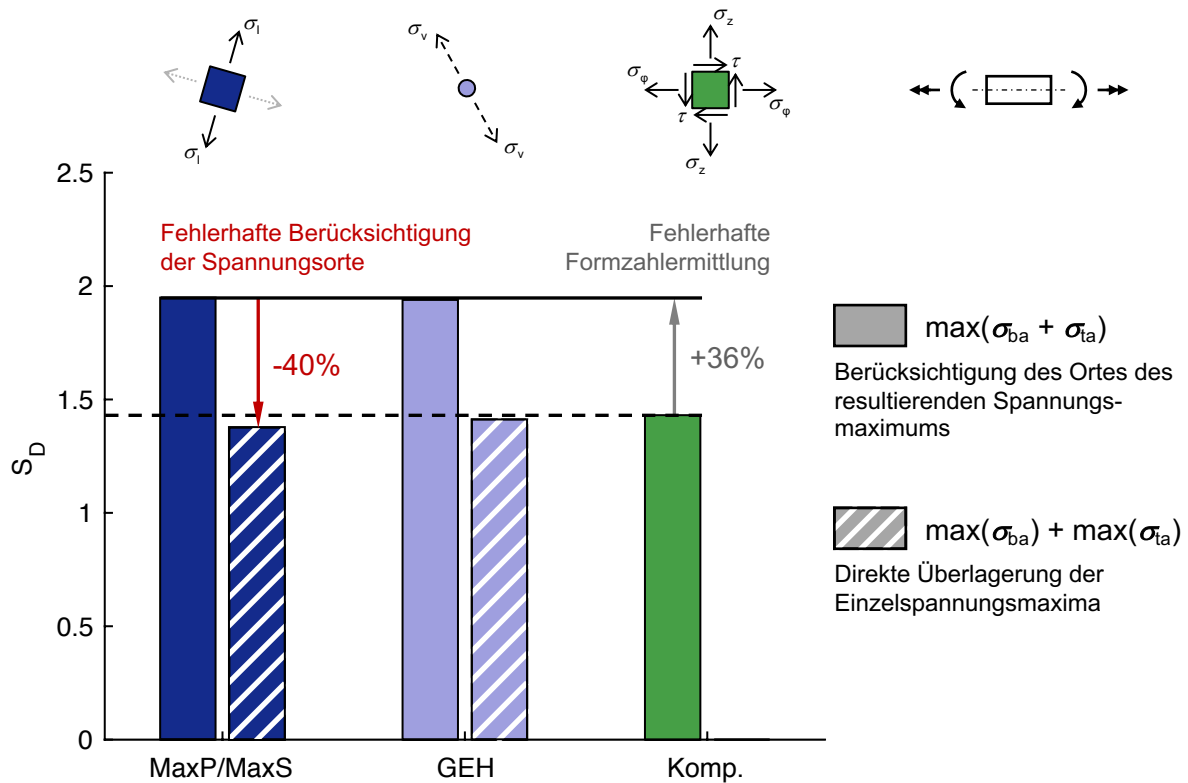 σI
σI
σv
σv
σz
σφ
τ
τ
σφ
σz
2.5
2
1.5
1
0.5
0
SD
Fehlerhafte Berücksichtigung
der Spannungsorte
Fehlerhafte
Formzahlermittlung
-40%
+36%
MaxP/MaxS
GEH
Komp.
max(σba + σta)
Berücksichtigung des Ortes des
resultierenden Spannungs-
maximums
max(σba) + max(σta)
Direkte Überlagerung der
Einzelspannungsmaxima